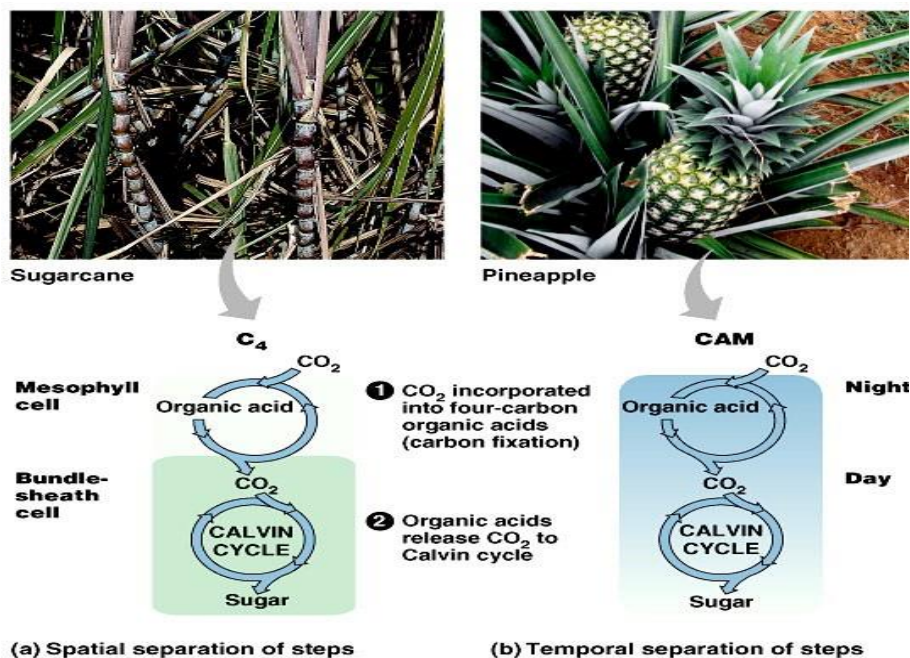 Sugarcane
Pineapple
C₄
CAM
CO₂
CO₂
Mesophyll
cell
Organic acid
❶ CO₂ incorporated
into four-carbon
organic acids
(carbon fixation)
Organic acid
Night
Bundle-
sheath
cell
CO₂
CALVIN
CYCLE
Sugar
❷ Organic acids
release CO₂ to
Calvin cycle
CO₂
CALVIN
CYCLE
Sugar
Day
(a) Spatial separation of steps
(b) Temporal separation of steps